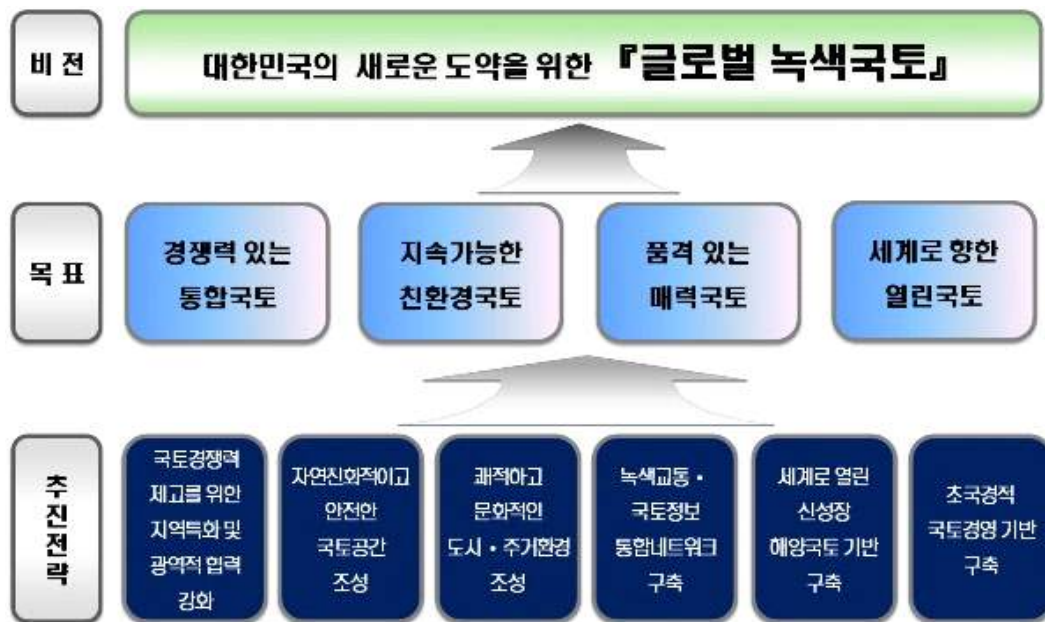 비 전
대한민국의 새로운 도약을 위한 『글로벌 녹색국토』
목 표
경쟁력 있는
통합국토
지속가능한
친환경국토
품격 있는
매력국토
세계로 향한
열린국토
추진전략
국토경쟁력
제고를 위한
지역특화 및
광역적 협력
강화
자연친화적이고
안전한
국토공간
조성
쾌적하고
문화적인
도시·주거환경
조성
녹색교통·
국토정보
통합네트워크
구축
세계로 열린
신성장
해양국토 기반
구축
초국경적
국토경영 기반
구축